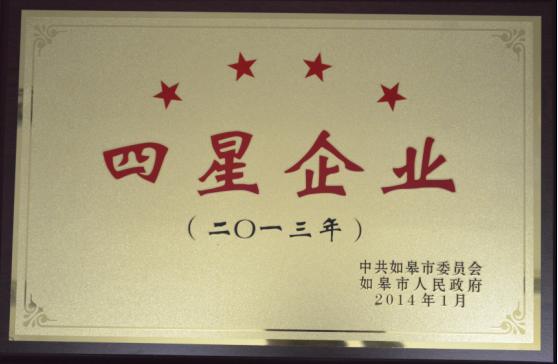 四星企业
（二〇一三年）
中共如皋市委员会
如皋市人民政府
2014年1月